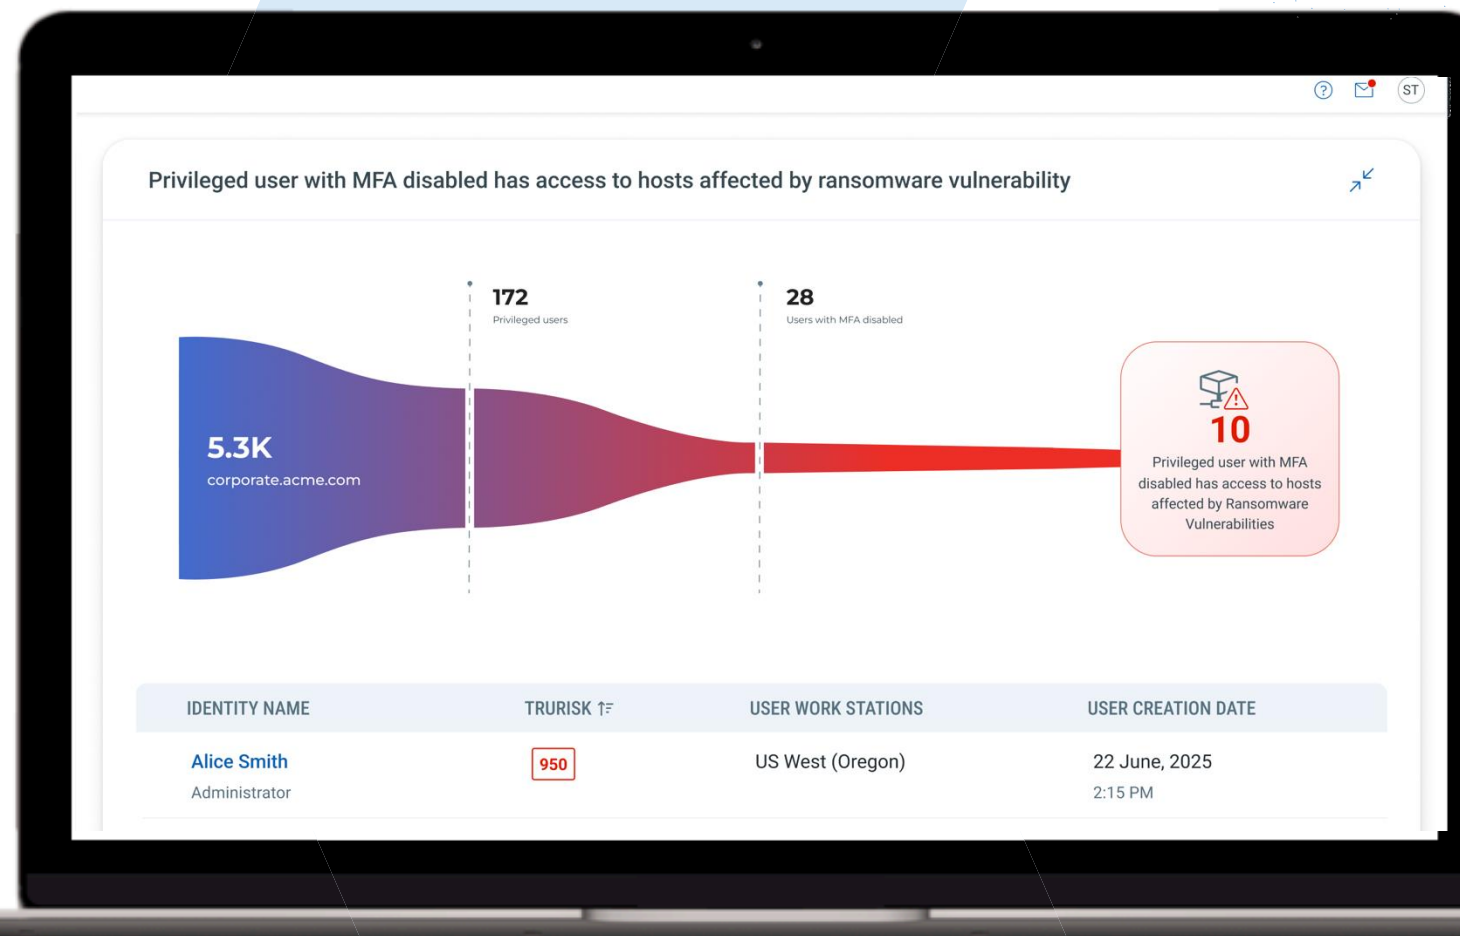 ?
ST
Privileged user with MFA disabled has access to hosts affected by ransomware vulnerability
172
Privileged users
28
Users with MFA disabled
5.3K
corporate.acme.com
10
Privileged user with MFA
disabled has access to hosts
affected by Ransomware
Vulnerabilities
IDENTITY NAME TRURISK USER WORK STATIONS USER CREATION DATE
Alice Smith 950 US West (Oregon) 22 June, 2025
Administrator 2:15 PM